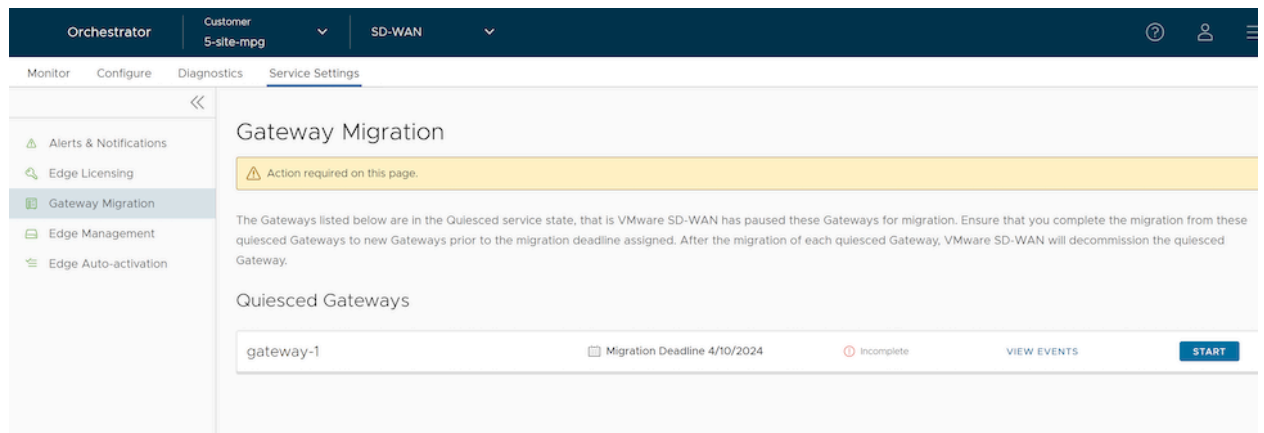 Orchestrator
Customer
5-site-mpg
SD-WAN
Monitor Configure Diagnostics Service Settings
Alerts & Notifications
Edge Licensing
Gateway Migration
Edge Management
Edge Auto-activation
Gateway Migration
Action required on this page.
The Gateways listed below are in the Quiesced service state, that is VMware SD-WAN has paused these Gateways for migration. Ensure that you complete the migration from these
quiesced Gateways to new Gateways prior to the migration deadline assigned. After the migration of each quiesced Gateway, VMware SD-WAN will decommission the quiesced
Gateway.
Quiesced Gateways
gateway-1 Migration Deadline 4/10/2024 Incomplete VIEW EVENTS START